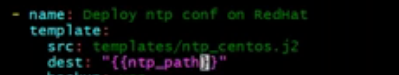 - name: Deploy ntp conf on RedHat
template:
src: templates/ntp_centos.j2
dest: "{{ntp_path}}"